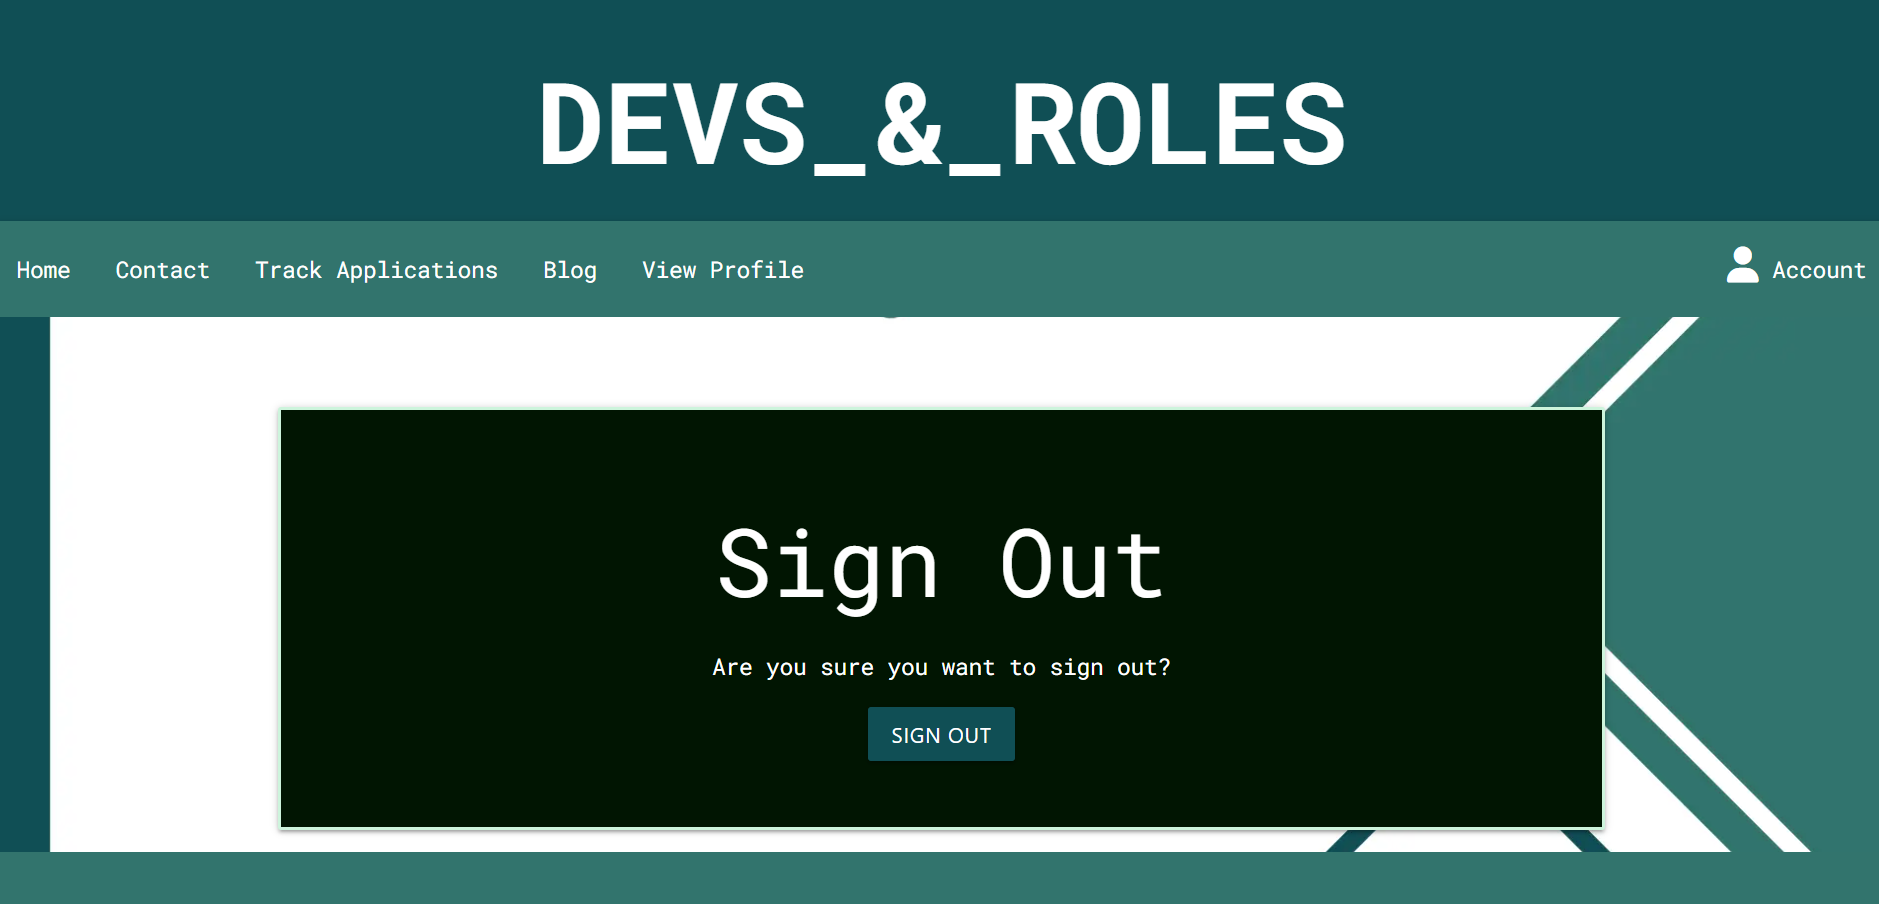 DEVS_&_ROLES
Home Contact Track Applications Blog View Profile Account
Sign Out
Are you sure you want to sign out?
SIGN OUT